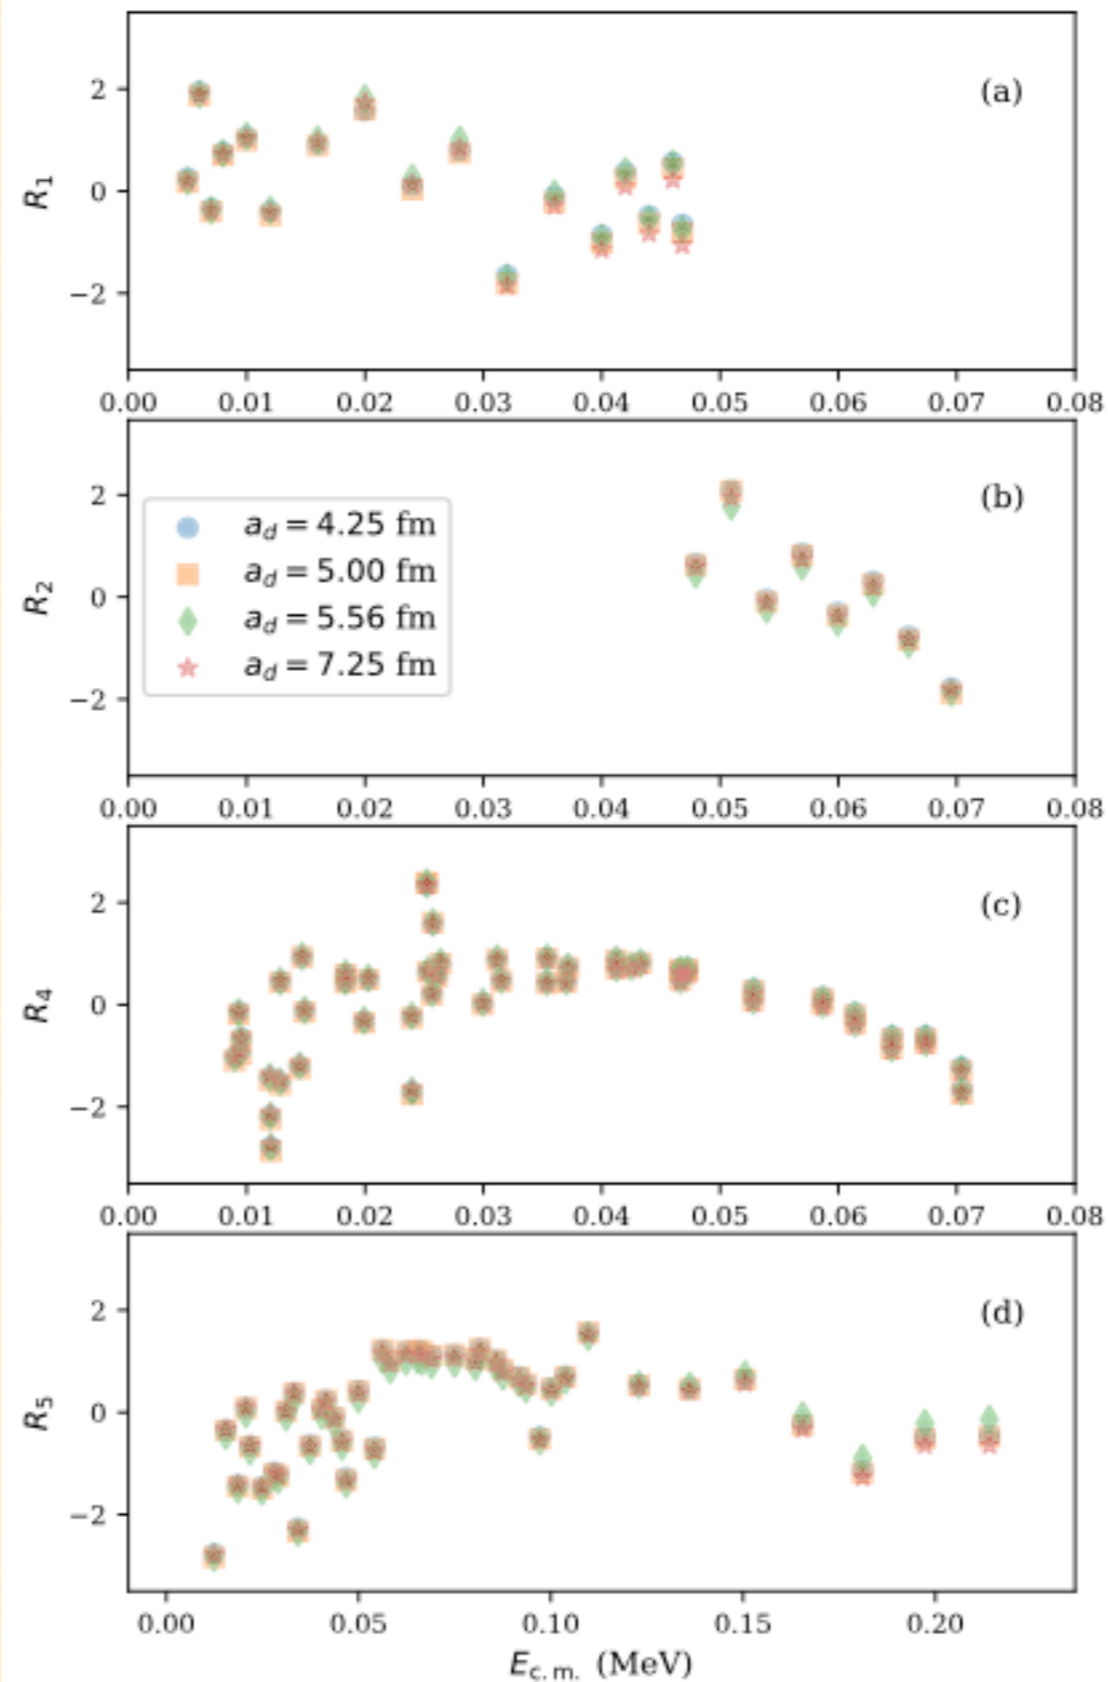 (a)
R₁
2
0
−2
0.00 0.01 0.02 0.03 0.04 0.05 0.06 0.07 0.08
(b)
R₂
2
0
−2
a_d = 4.25 fm
a_d = 5.00 fm
a_d = 5.56 fm
a_d = 7.25 fm
0.00 0.01 0.02 0.03 0.04 0.05 0.06 0.07 0.08
(c)
R₄
2
0
−2
0.00 0.01 0.02 0.03 0.04 0.05 0.06 0.07 0.08
(d)
R₅
2
0
−2
0.00 0.05 0.10 0.15 0.20
E_c.m. (MeV)